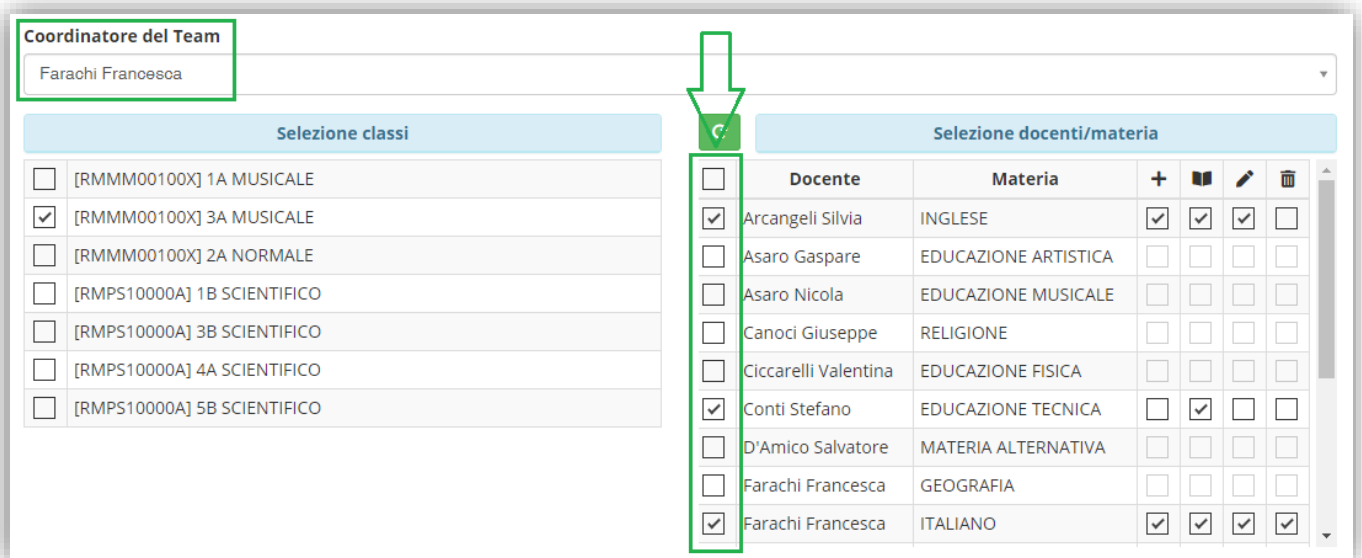 Coordinatore del Team
Farachi Francesca
Selezione classi
[RMMM00100X] 1A MUSICALE
[RMMM00100X] 3A MUSICALE
[RMMM00100X] 2A NORMALE
[RMPS10000A] 1B SCIENTIFICO
[RMPS10000A] 3B SCIENTIFICO
[RMPS10000A] 4A SCIENTIFICO
[RMPS10000A] 5B SCIENTIFICO
Selezione docenti/materia
Docente Materia
Arcangeli Silvia INGLESE
Asaro Gaspare EDUCAZIONE ARTISTICA
Asaro Nicola EDUCAZIONE MUSICALE
Canoci Giuseppe RELIGIONE
Ciccarelli Valentina EDUCAZIONE FISICA
Conti Stefano EDUCAZIONE TECNICA
D'Amico Salvatore MATERIA ALTERNATIVA
Farachi Francesca GEOGRAFIA
Farachi Francesca ITALIANO